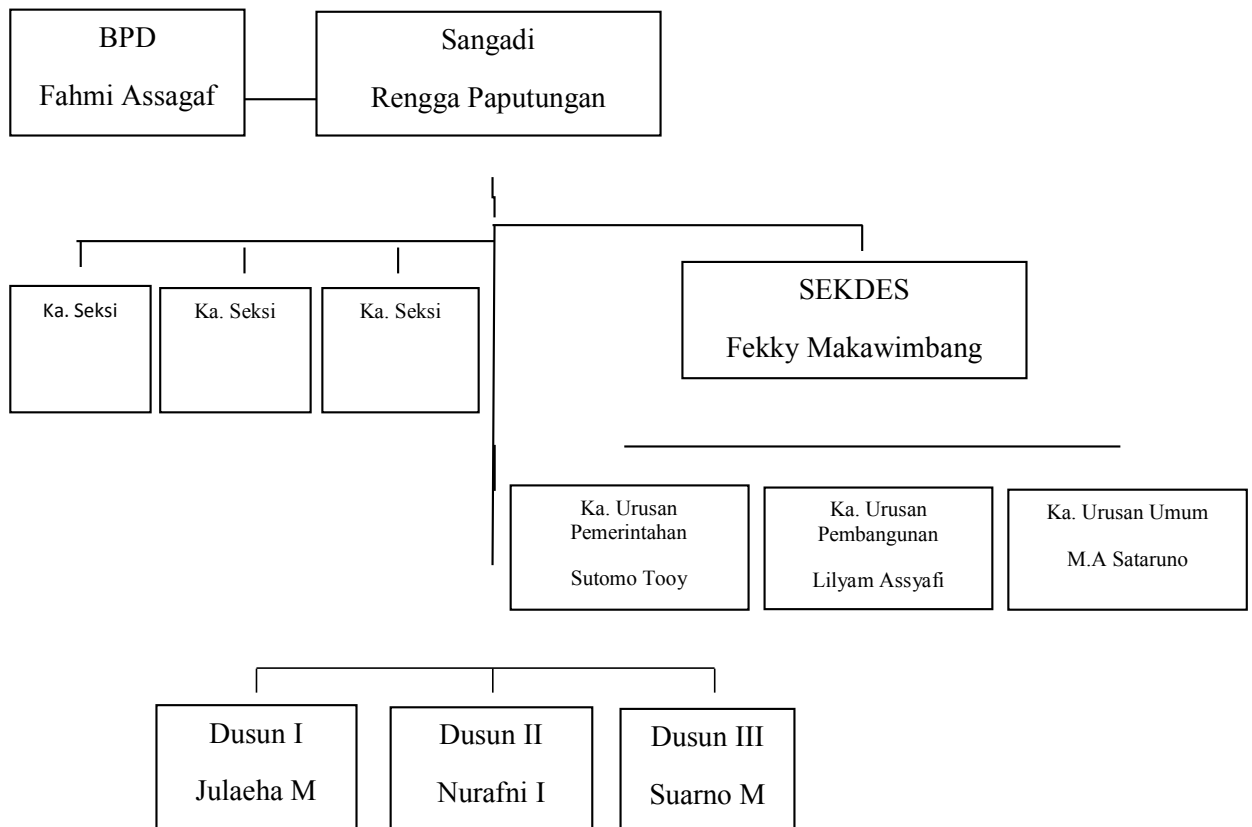 BPD
Fahmi Assagaf
Sangadi
Rengga Paputungan
Ka. Seksi
Ka. Seksi
Ka. Seksi
SEKDES
Fekky Makawimbang
Ka. Urusan
Pemerintahan
Sutomo Tooy
Ka. Urusan
Pembangunan
Lilyam Assyafi
Ka. Urusan Umum
M.A Sataruno
Dusun I
Julaeha M
Dusun II
Nurafni I
Dusun III
Suarno M